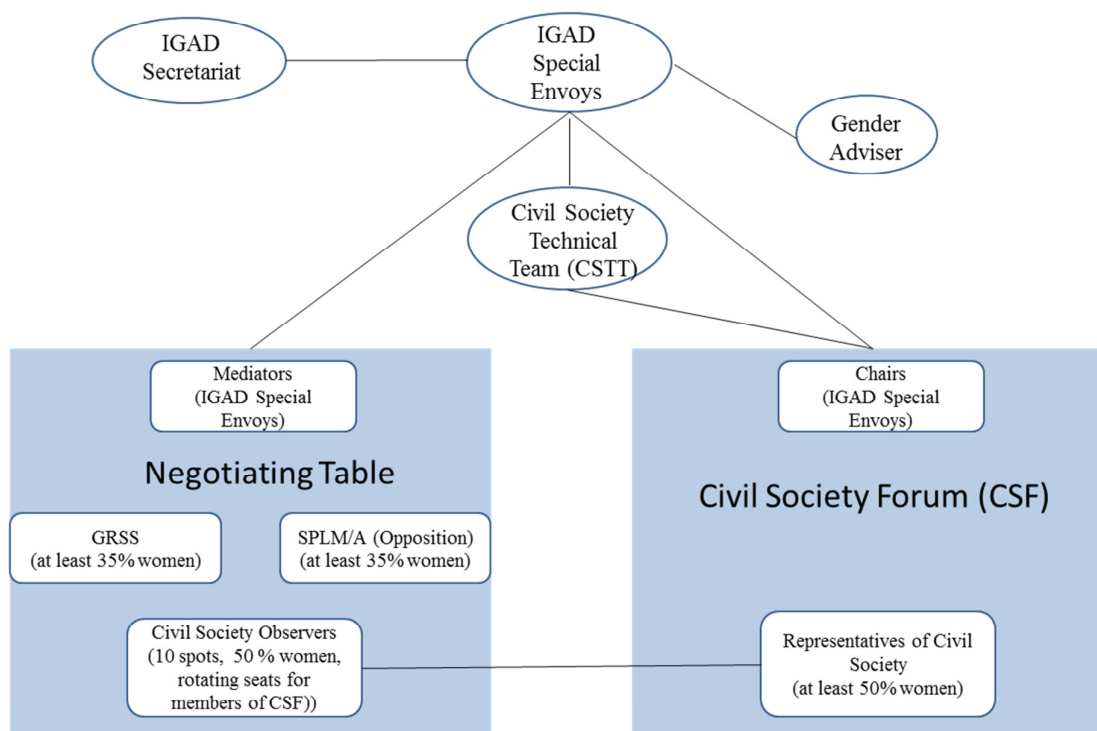 IGAD
Secretariat
IGAD
Special
Envoys
Gender
Adviser
Civil Society
Technical
Team (CSTT)
Mediators
(IGAD Special
Envoys)
Negotiating Table
GRSS
(at least 35% women)
SPLM/A (Opposition)
(at least 35% women)
Civil Society Observers
(10 spots, 50 % women,
rotating seats for
members of CSF))
Chairs
(IGAD Special
Envoys)
Civil Society Forum (CSF)
Representatives of Civil
Society
(at least 50% women)